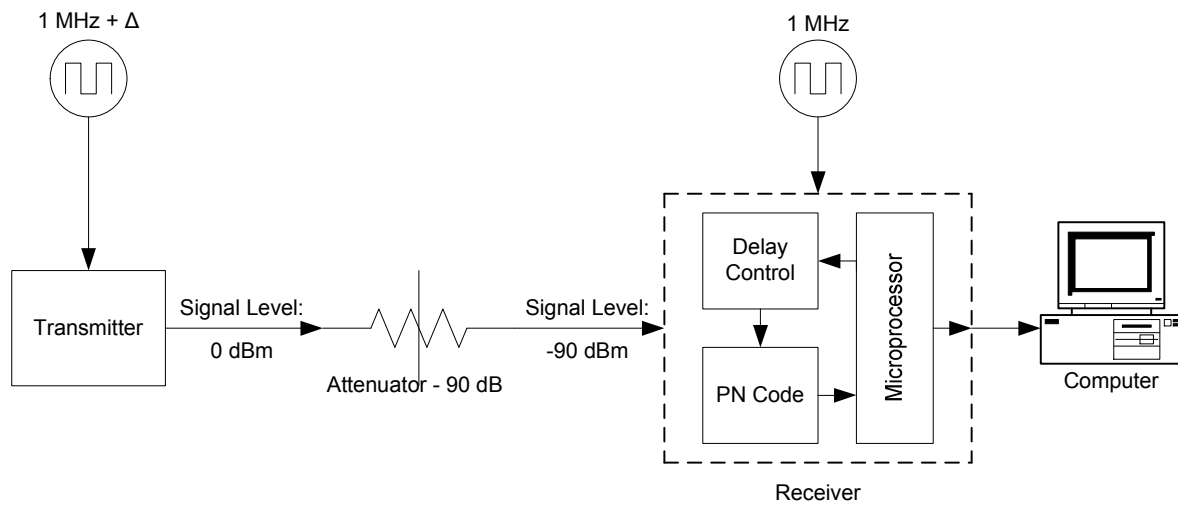 1 MHz + Δ
1 MHz
Transmitter
Signal Level:
0 dBm
Attenuator - 90 dB
Signal Level:
-90 dBm
Delay
Control
PN Code
Microprocessor
Receiver
Computer